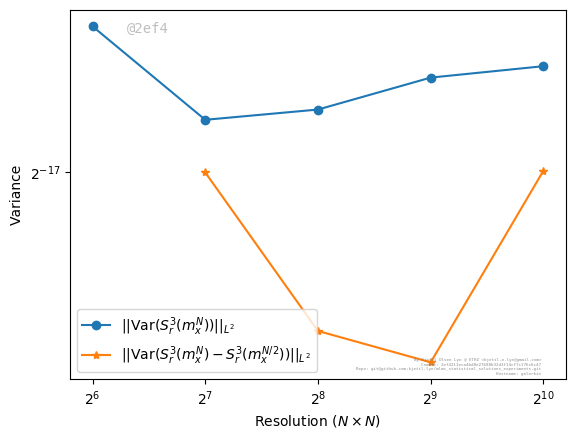 @2ef4
Variance
2^{-17}
||Var(S_r^3(m_x^N))||_{L^2}
||Var(S_r^3(m_x^N) − S_r^3(m_x^{N/2}))||_{L^2}
2^6 2^7 2^8 2^9 2^10
Resolution (N × N)